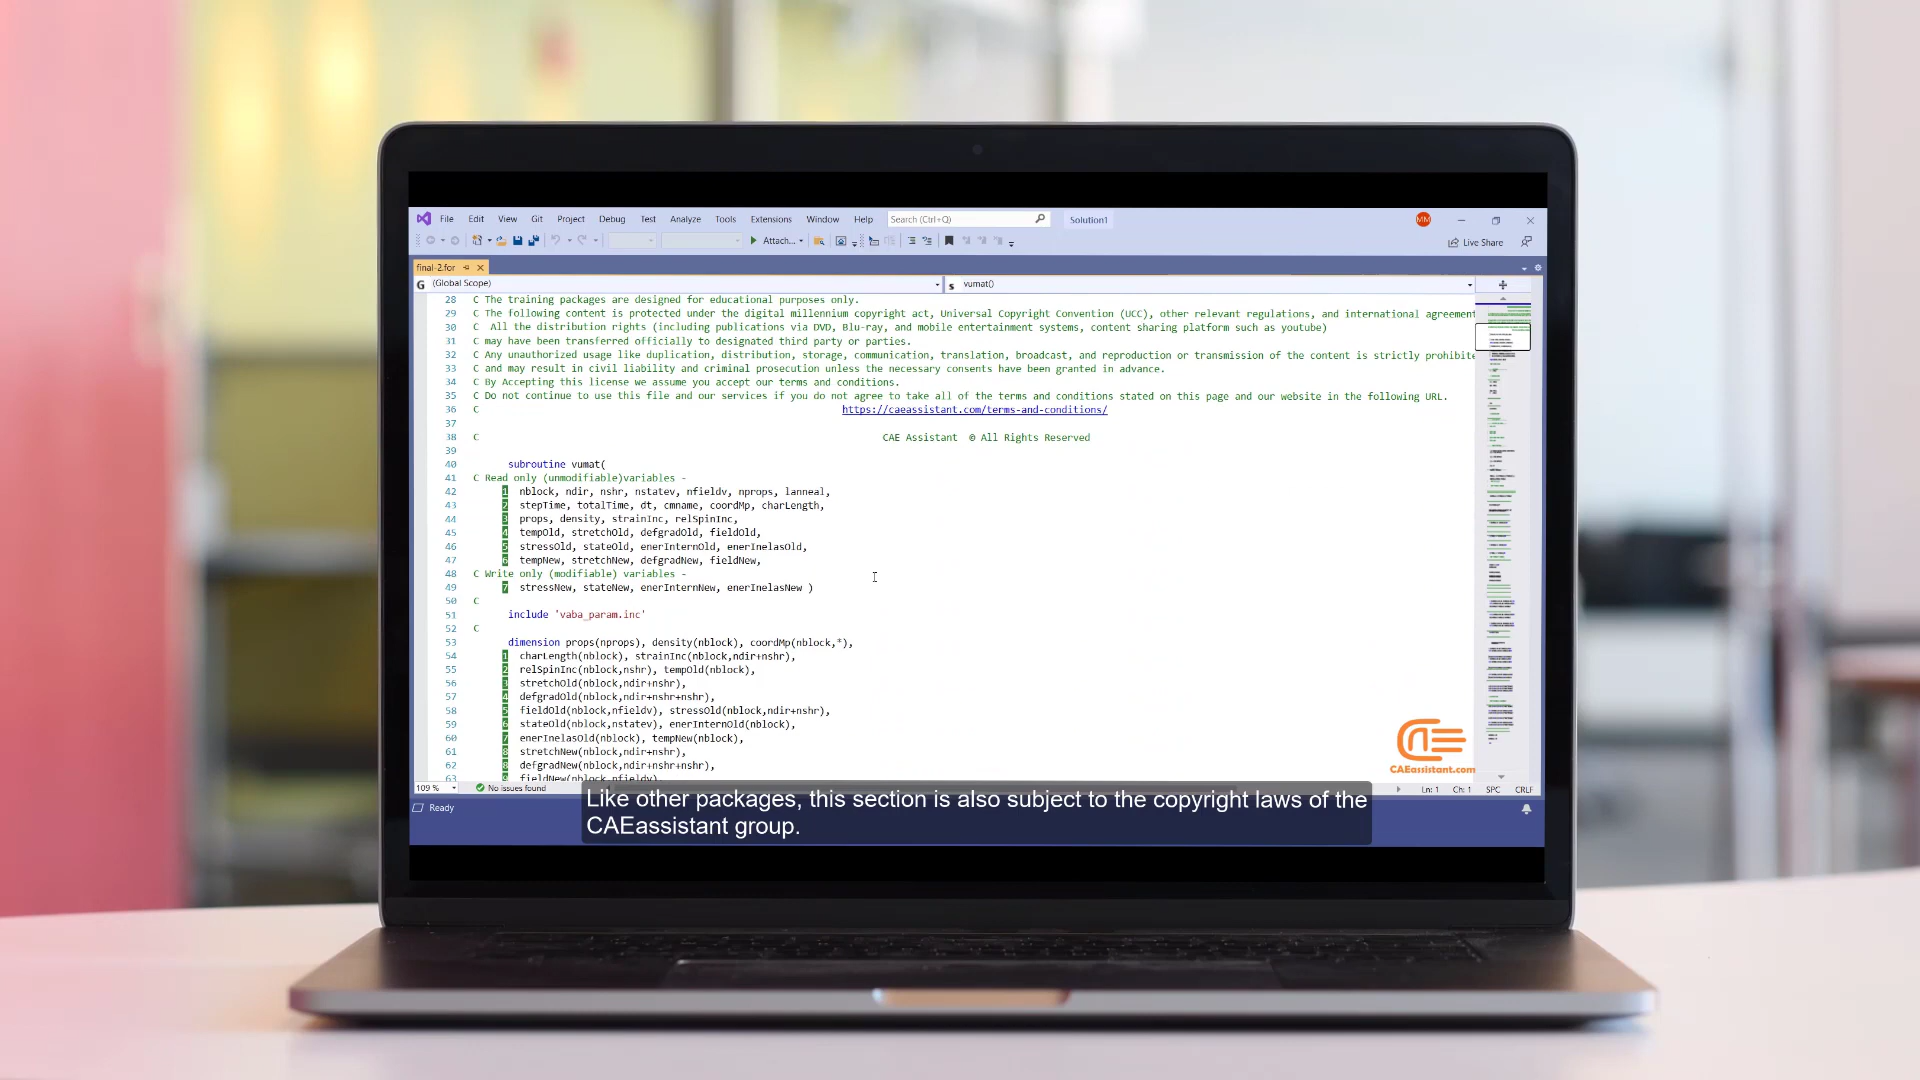 File Edit View Git Project Debug Test Analyze Tools Extensions Window Help Search (Ctrl+Q) Solution1 MM
Attach... Live Share
final-2.for
(Global Scope) vumat()
28 C The training packages are designed for educational purposes only.
29 C The following content is protected under the digital millennium copyright act, Universal Copyright Convention (UCC), other relevant regulations, and international agreement
30 C All the distribution rights (including publications via DVD, Blu-ray, and mobile entertainment systems, content sharing platform such as youtube)
31 C may have been transferred officially to designated third party or parties.
32 C Any unauthorized usage like duplication, distribution, storage, communication, translation, broadcast, and reproduction or transmission of the content is strictly prohibite
33 C and may result in civil liability and criminal prosecution unless the necessary consents have been granted in advance.
34 C By Accepting this license we assume you accept our terms and conditions.
35 C Do not continue to use this file and our services if you do not agree to take all of the terms and conditions stated on this page and our website in the following URL.
36 C https://caeassistant.com/terms-and-conditions/
37
38 C CAE Assistant © All Rights Reserved
39
40 subroutine vumat(
41 C Read only (unmodifiable)variables -
42 1 nblock, ndir, nshr, nstatev, nfieldv, nprops, lanneal,
43 2 stepTime, totalTime, dt, cmname, coordMp, charLength,
44 3 props, density, strainInc, relSpinInc,
45 4 tempOld, stretchOld, defgradOld, fieldOld,
46 5 stressOld, stateOld, enerInternOld, enerInelasOld,
47 6 tempNew, stretchNew, defgradNew, fieldNew,
48 C Write only (modifiable) variables -
49 7 stressNew, stateNew, enerInternNew, enerInelasNew )
50 C
51 include 'vaba_param.inc'
52 C
53 dimension props(nprops), density(nblock), coordMp(nblock,*),
54 1 charLength(nblock), strainInc(nblock,ndir+nshr),
55 2 relSpinInc(nblock,nshr), tempOld(nblock),
56 3 stretchOld(nblock,ndir+nshr),
57 4 defgradOld(nblock,ndir+nshr+nshr),
58 5 fieldOld(nblock,nfieldv), stressOld(nblock,ndir+nshr),
59 6 stateOld(nblock,nstatev), enerInternOld(nblock),
60 7 enerInelasOld(nblock), tempNew(nblock),
61 8 stretchNew(nblock,ndir+nshr),
62 8 defgradNew(nblock,ndir+nshr+nshr),
63 9 fieldNew(nblock,nfieldv),
CAEassistant.com
109 % No issues found Ln: 1 Ch: 1 SPC CRLF
Ready
Like other packages, this section is also subject to the copyright laws of the
CAEassistant group.